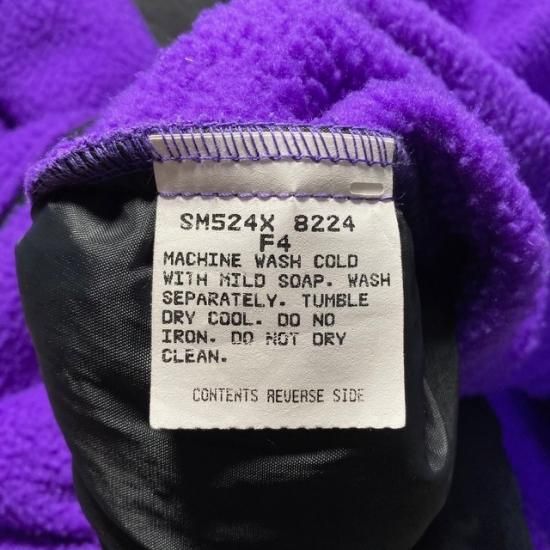 SM524X 8224
F4
MACHINE WASH COLD
WITH MILD SOAP. WASH
SEPARATELY. TUMBLE
DRY COOL. DO NO
IRON. DO NOT DRY
CLEAN.
CONTENTS REVERSE SIDE